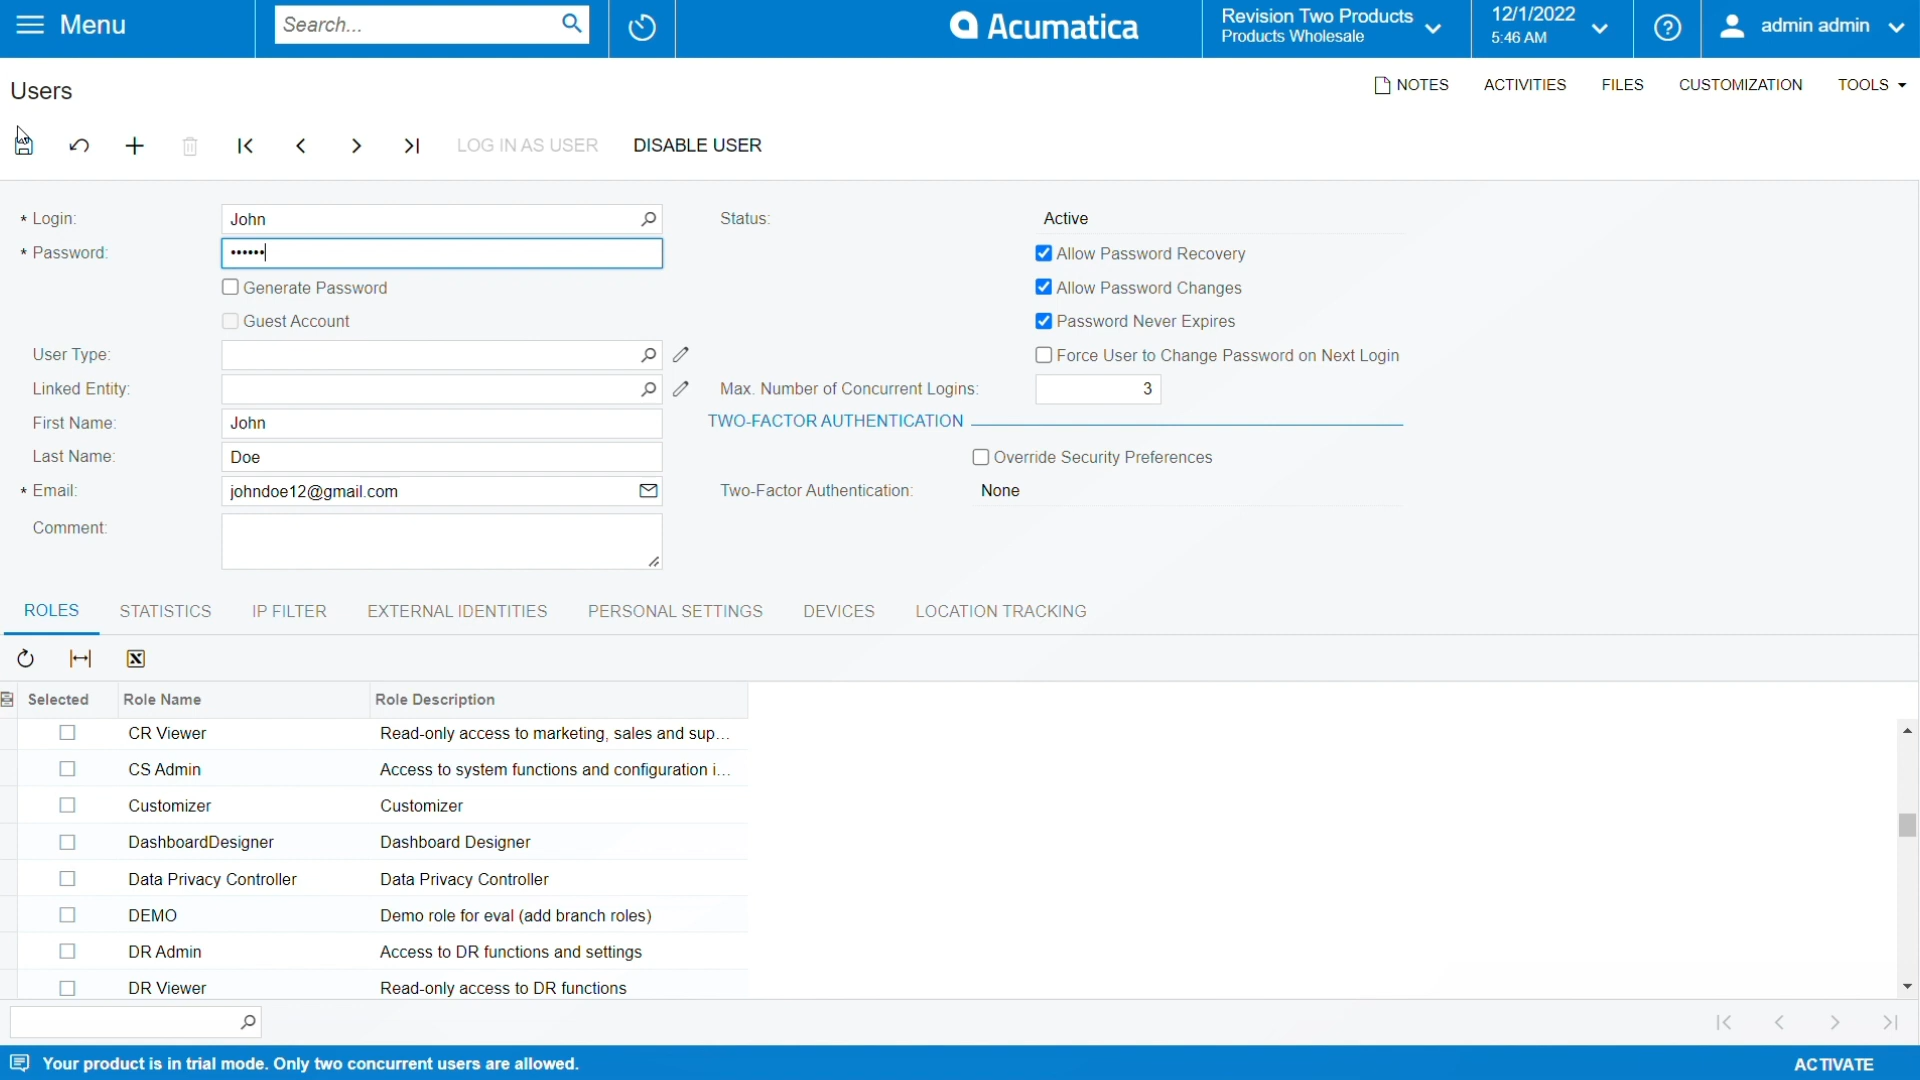 Menu
Search...
Acumatica
Revision Two Products
Products Wholesale
12/1/2022
5:46 AM
admin admin
Users
NOTES
ACTIVITIES
FILES
CUSTOMIZATION
TOOLS
LOG IN AS USER
DISABLE USER
* Login:
John
Status:
Active
* Password:
••••••
Allow Password Recovery
Generate Password
Allow Password Changes
Guest Account
Password Never Expires
User Type:
Force User to Change Password on Next Login
Linked Entity:
Max. Number of Concurrent Logins:
3
First Name:
John
TWO-FACTOR AUTHENTICATION
Last Name:
Doe
Override Security Preferences
* Email:
johndoe12@gmail.com
Two-Factor Authentication:
None
Comment:
ROLES
STATISTICS
IP FILTER
EXTERNAL IDENTITIES
PERSONAL SETTINGS
DEVICES
LOCATION TRACKING
Selected
Role Name
Role Description
CR Viewer
Read-only access to marketing, sales and sup...
CS Admin
Access to system functions and configuration i...
Customizer
Customizer
DashboardDesigner
Dashboard Designer
Data Privacy Controller
Data Privacy Controller
DEMO
Demo role for eval (add branch roles)
DR Admin
Access to DR functions and settings
DR Viewer
Read-only access to DR functions
Your product is in trial mode. Only two concurrent users are allowed.
ACTIVATE